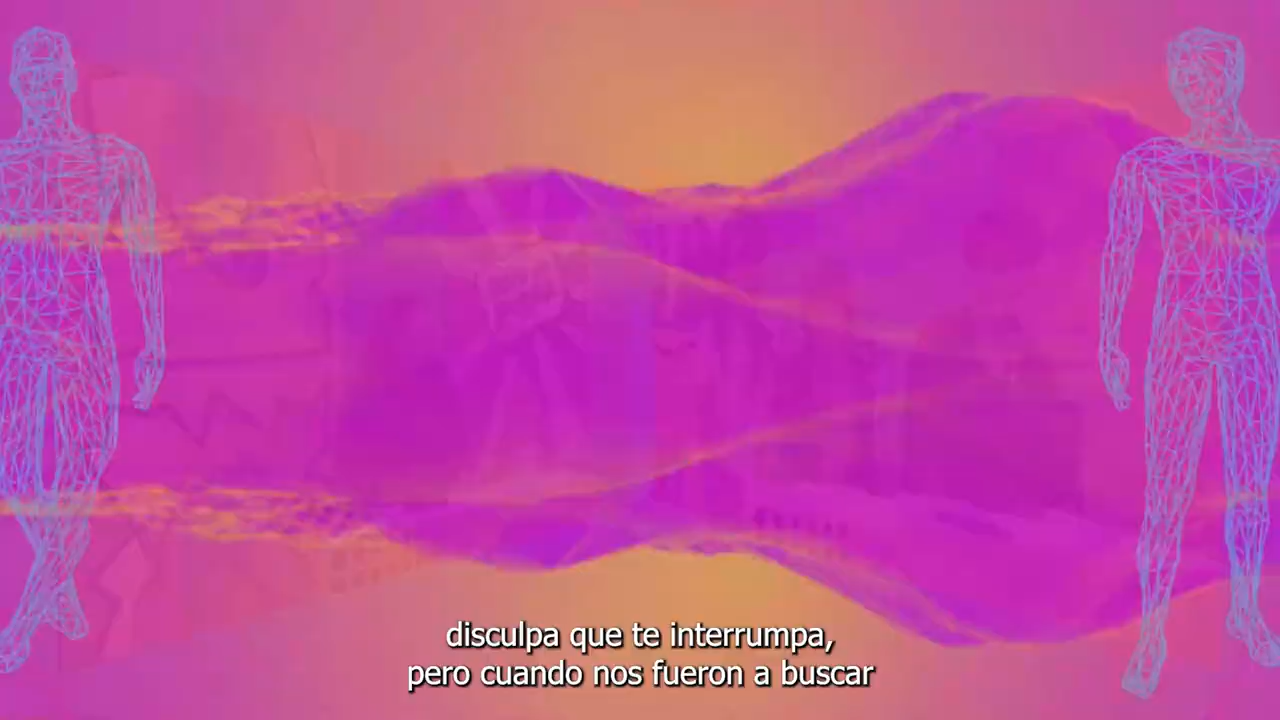 disculpa que te interrumpa,
pero cuando nos fueron a buscar